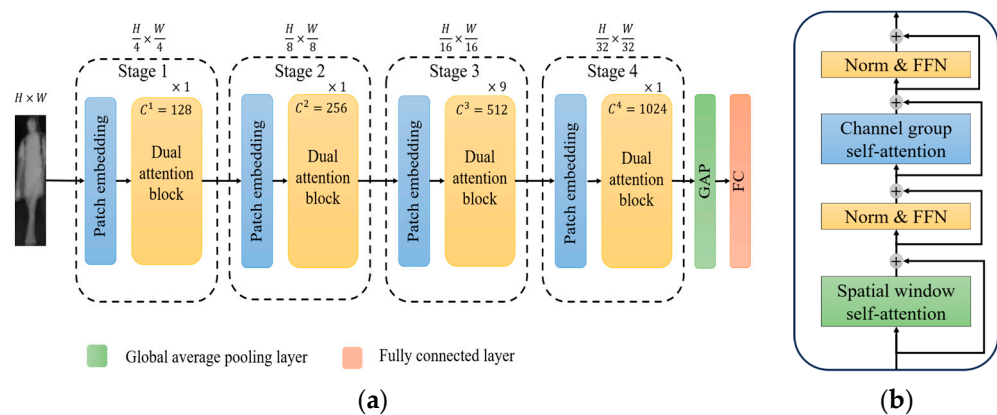 H × W
H/4 × W/4
Stage 1
× 1
Patch embedding
C¹ = 128
Dual
attention
block
H/8 × W/8
Stage 2
× 1
Patch embedding
C² = 256
Dual
attention
block
H/16 × W/16
Stage 3
× 9
Patch embedding
C³ = 512
Dual
attention
block
H/32 × W/32
Stage 4
× 1
Patch embedding
C⁴ = 1024
Dual
attention
block
GAP
FC
Global average pooling layer
Fully connected layer
(a)
+
Norm & FFN
+
Channel group
self-attention
+
Norm & FFN
+
Spatial window
self-attention
(b)